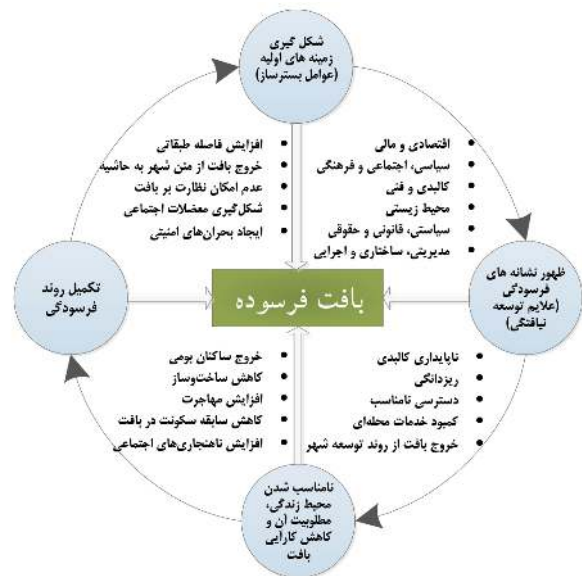 شکل گیری
زمینه های اولیه
(عوامل بسترساز)
اقتصادی و مالی
سیاسی، اجتماعی و فرهنگی
کالبدی و فنی
محیط زیستی
سیاستی، قانونی و حقوقی
مدیریتی، ساختاری و اجرایی
ظهور نشانه های
فرسودگی
(علایم توسعه
نیافتگی)
ناپایداری کالبدی
ریزدانگی
دسترسی نامناسب
کمبود خدمات محله‌ای
خروج بافت از روند توسعه شهر
نامناسب شدن
محیط زندگی،
مطلوبیت آن و
کاهش کارآیی
بافت
خروج ساکنان بومی
کاهش ساخت‌وساز
افزایش مهاجرت
کاهش سابقه سکونت در بافت
افزایش ناهنجاری‌های اجتماعی
تکمیل روند
فرسودگی
افزایش فاصله طبقاتی
خروج بافت از متن شهر به حاشیه
عدم امکان نظارت بر بافت
شکل‌گیری معضلات اجتماعی
ایجاد بحران‌های امنیتی
بافت فرسوده